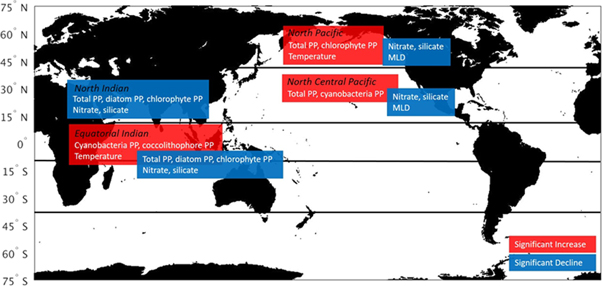 75° N
60° N
45° N
30° N
15° N
0°
15° S
30° S
45° S
60° S
75° S
North Pacific
Total PP, chlorophyte PP
Temperature
Nitrate, silicate
MLD
North Central Pacific
Total PP, cyanobacteria PP
Nitrate, silicate
MLD
North Indian
Total PP, diatom PP, chlorophyte PP
Nitrate, silicate
Equatorial Indian
Cyanobacteria PP, coccolithophore PP
Temperature
Total PP, diatom PP, chlorophyte PP
Nitrate, silicate
Significant Increase
Significant Decline